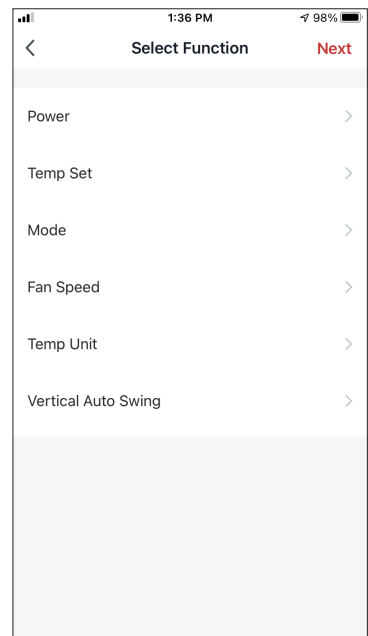 1:36 PM 98%
Select Function Next
Power
Temp Set
Mode
Fan Speed
Temp Unit
Vertical Auto Swing